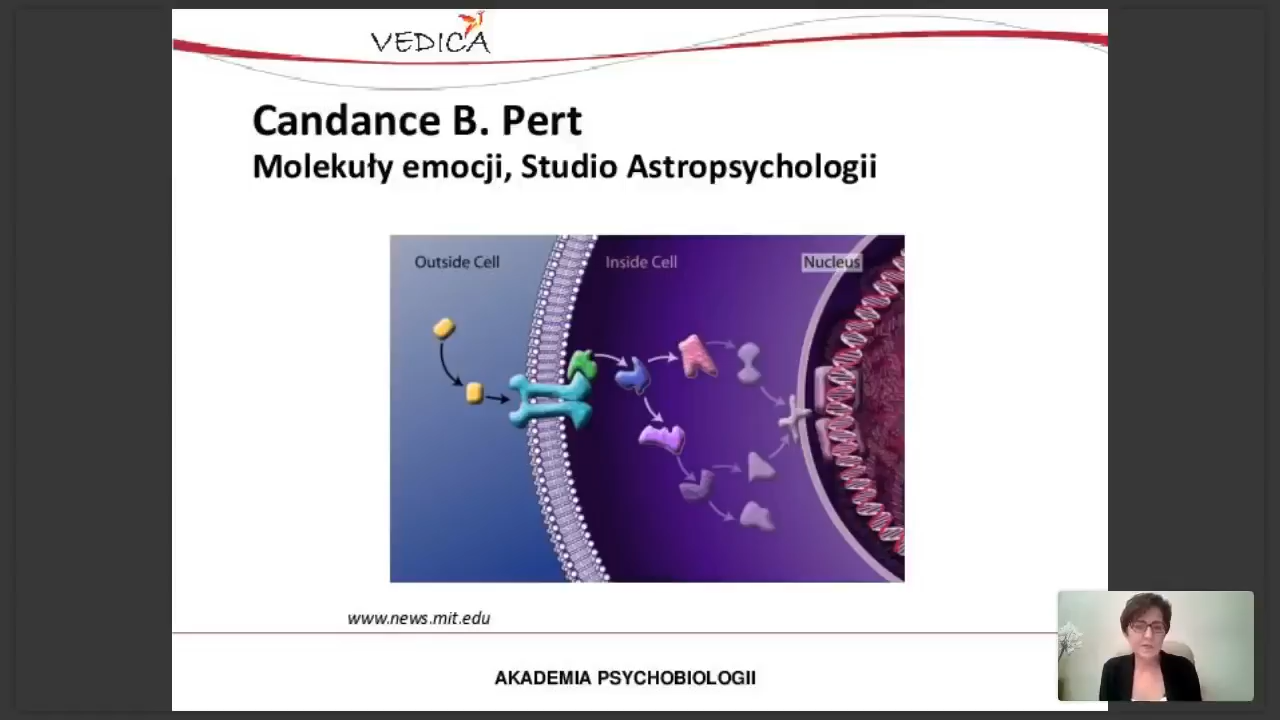 VEDICA
Candance B. Pert
Molekuły emocji, Studio Astropsychologii
Outside Cell
Inside Cell
Nucleus
www.news.mit.edu
AKADEMIA PSYCHOBIOLOGII